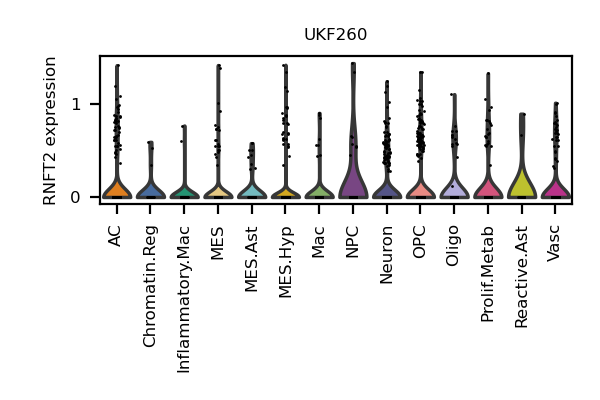 UKF260
RNFT2 expression
1
0
AC
Chromatin.Reg
Inflammatory.Mac
MES
MES.Ast
MES.Hyp
Mac
NPC
Neuron
OPC
Oligo
Prolif.Metab
Reactive.Ast
Vasc